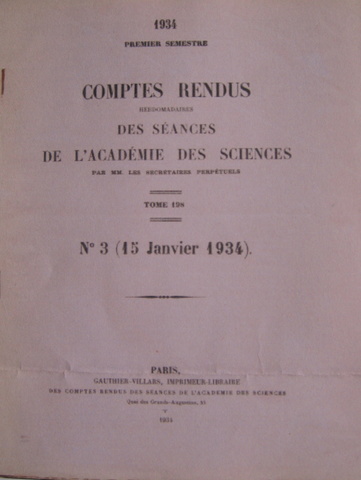 1934
PREMIER SEMESTRE
COMPTES RENDUS
HEBDOMADAIRES
DES SÉANCES
DE L'ACADÉMIE DES SCIENCES
PAR MM. LES SECRÉTAIRES PERPÉTUELS
TOME 198
N° 3 (15 Janvier 1934).
PARIS,
GAUTHIER-VILLARS, IMPRIMEUR-LIBRAIRE
DES COMPTES RENDUS DES SÉANCES DE L'ACADÉMIE DES SCIENCES
Quai des Grands-Augustins, 55
1934